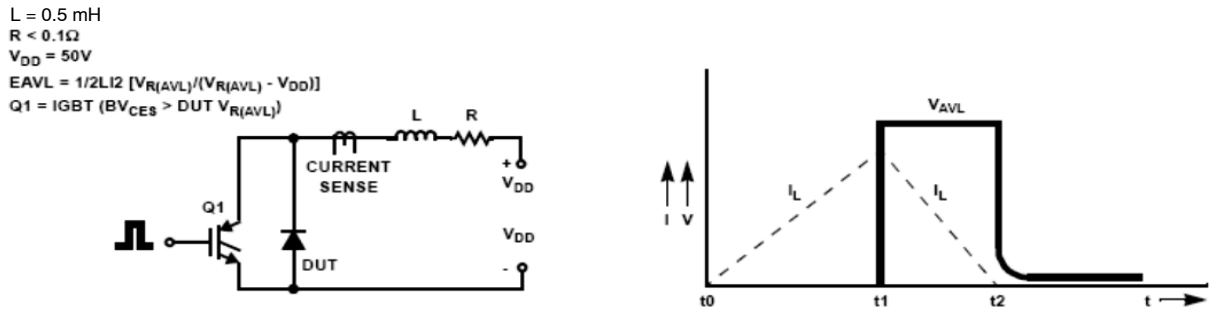 L = 0.5 mH
R < 0.1Ω
VDD = 50V
EAVL = 1/2LI2 [VR(AVL)/(VR(AVL) - VDD)]
Q1 = IGBT (BVCES > DUT VR(AVL))
L R
CURRENT
SENSE
+
VDD
Q1
VDD
DUT
-
VAVL
IL
IL
I V
t0 t1 t2 t